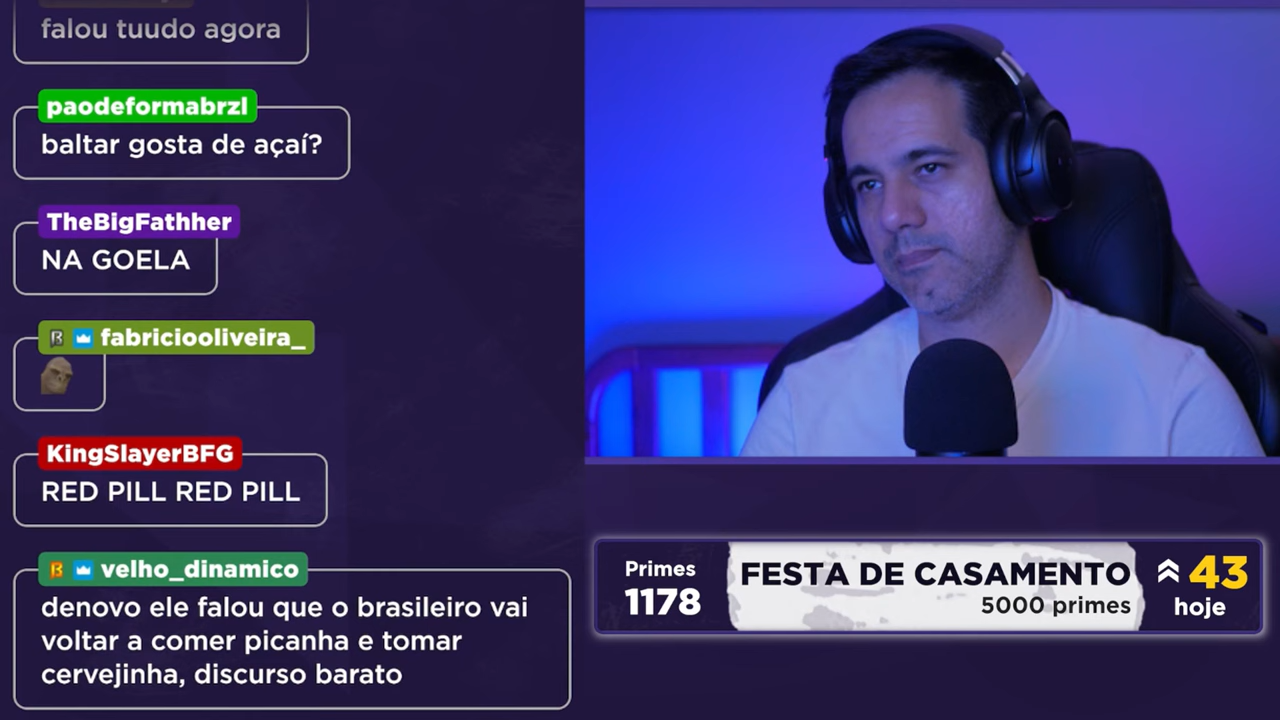 falou tuudo agora
paodeformabrzl
baltar gosta de açaí?
TheBigFathher
NA GOELA
fabriciooliveira_
KingSlayerBFG
RED PILL RED PILL
velho_dinamico
denovo ele falou que o brasileiro vai
voltar a comer picanha e tomar
cervejinha, discurso barato
Primes
1178
FESTA DE CASAMENTO
5000 primes
43
hoje